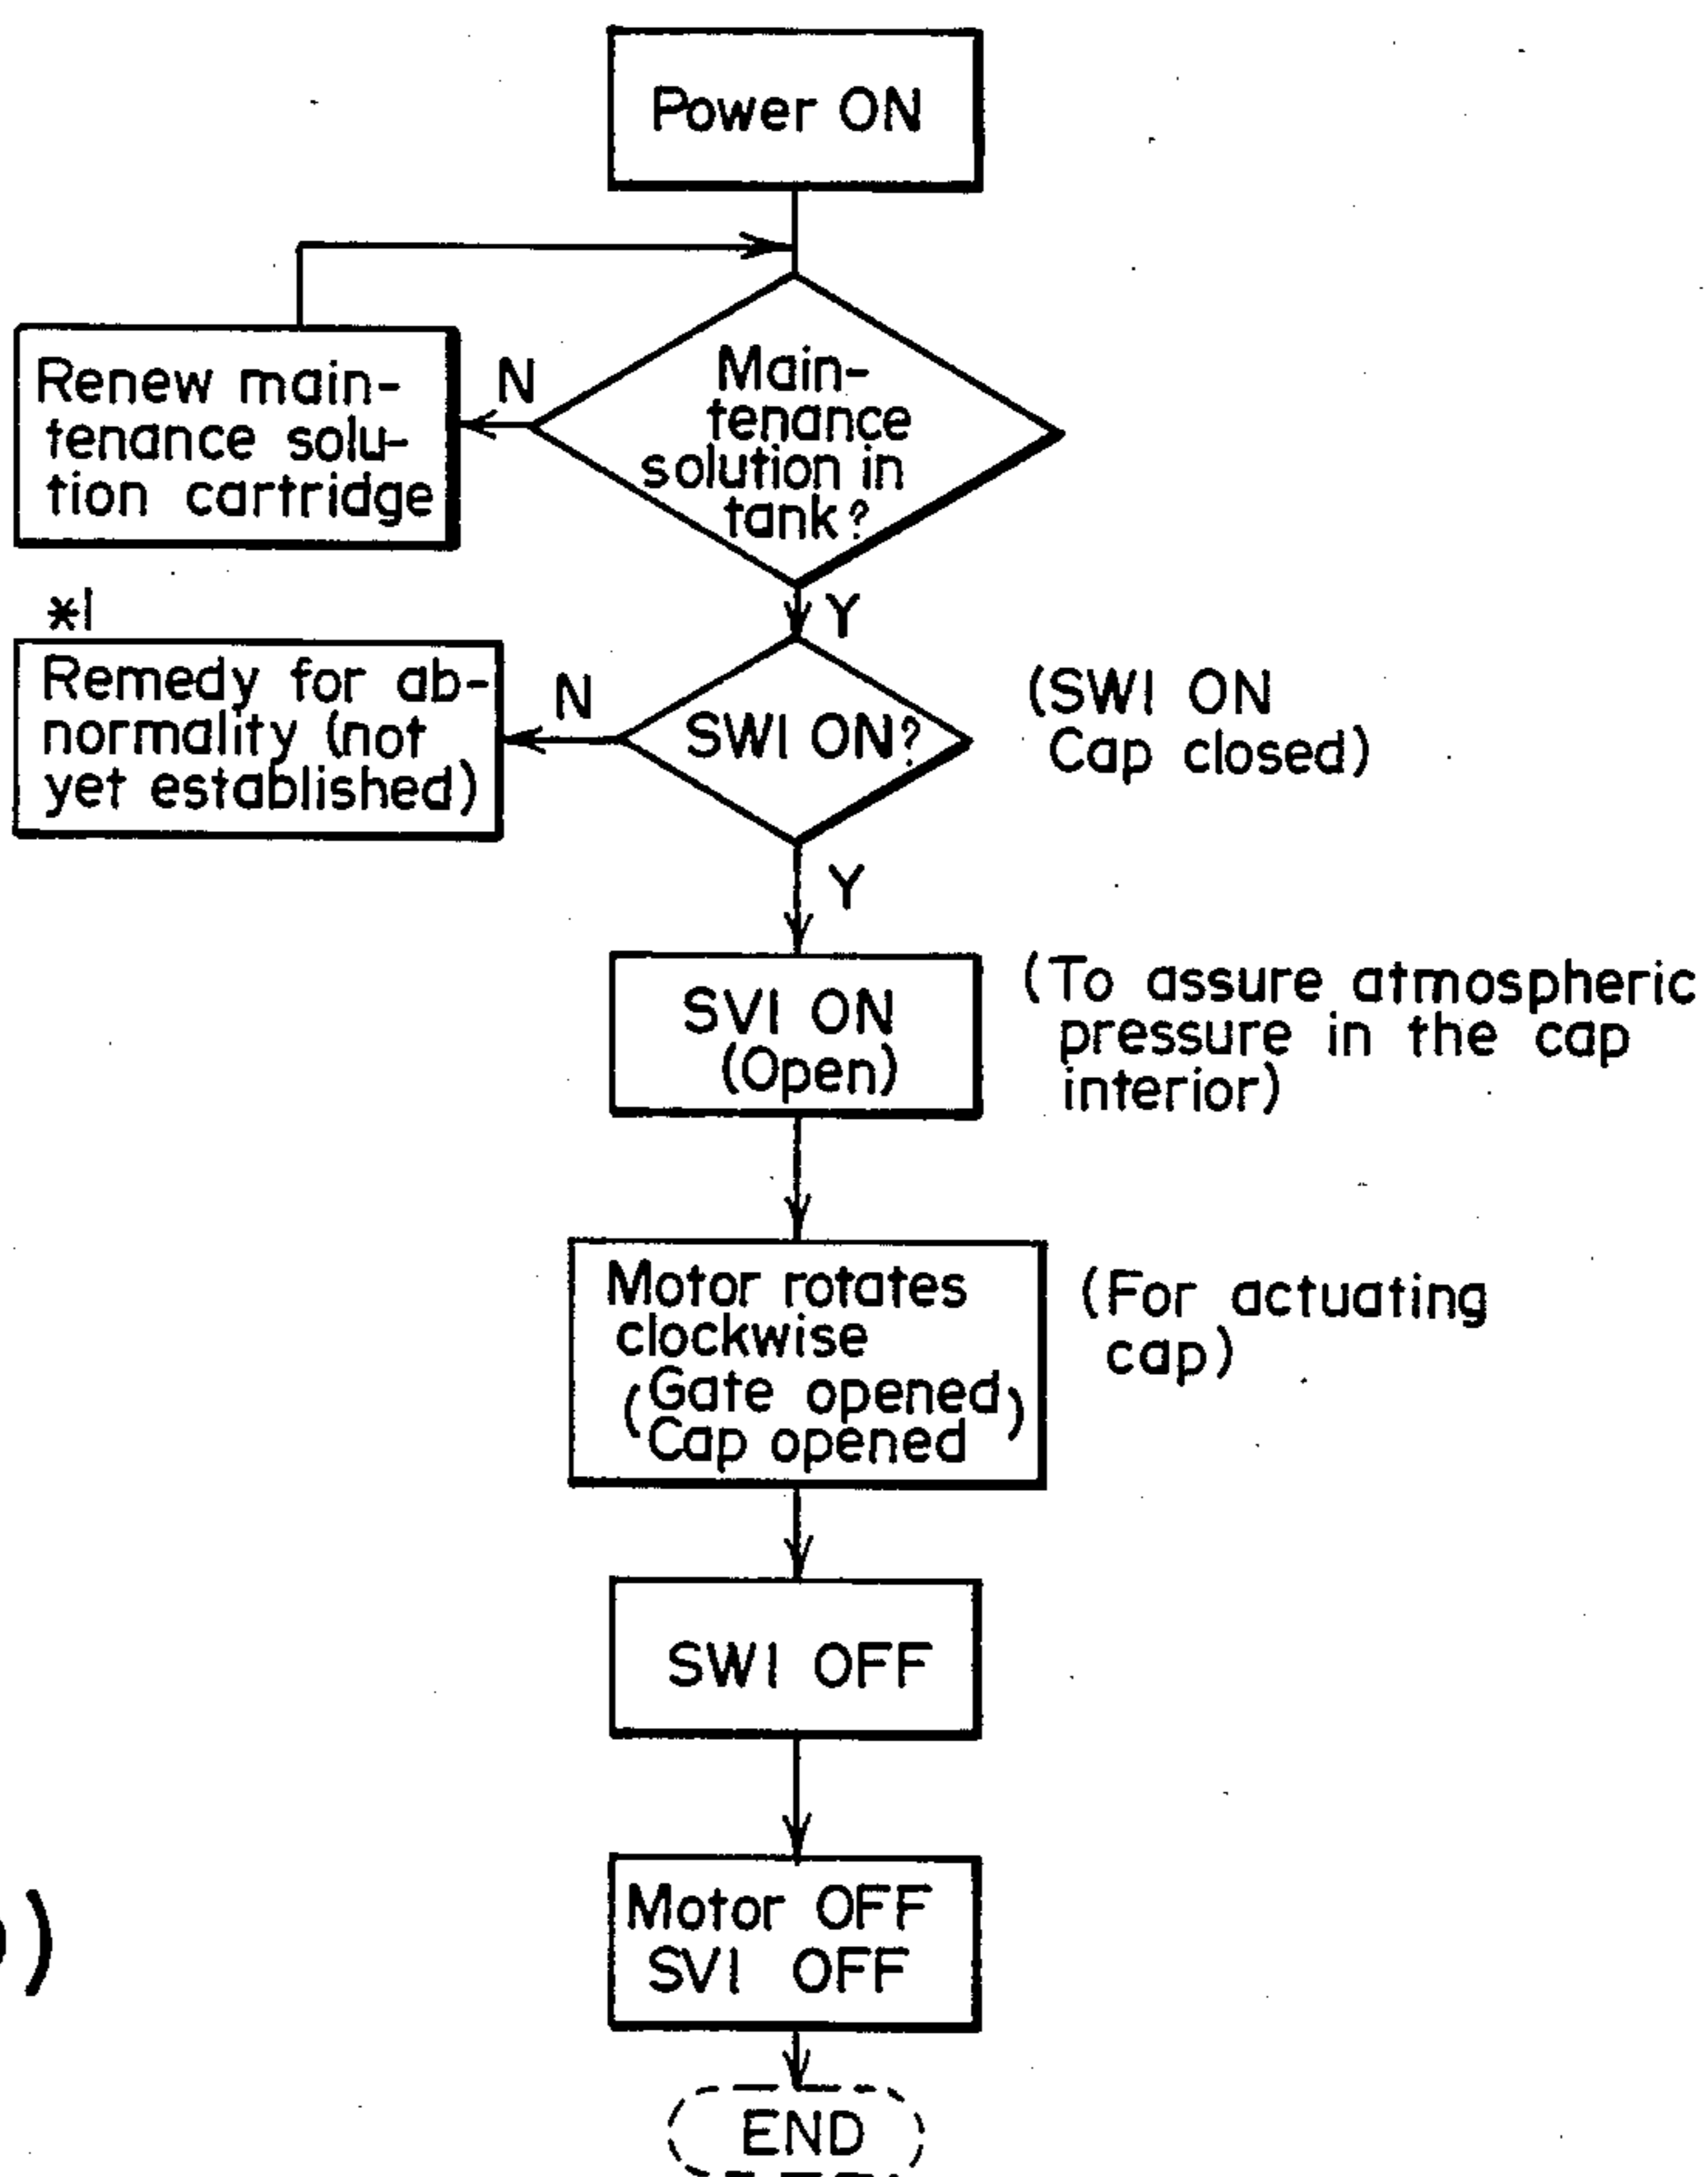 Power ON
Main-
tenance
solution in
tank?
N
Renew main-
tenance solu-
tion cartridge
Y
*1
Remedy for ab-
normality (not
yet established)
N
SW1 ON?
(SW1 ON
Cap closed)
Y
SV1 ON
(Open)
(To assure atmospheric
pressure in the cap
interior)
Motor rotates
clockwise
(Gate opened
Cap opened)
(For actuating
cap)
SW1 OFF
Motor OFF
SV1 OFF
)
END